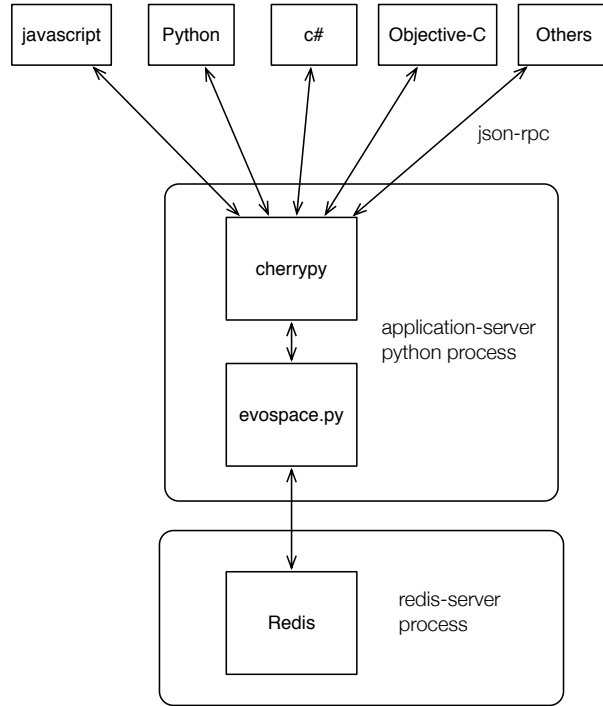 javascript
Python
c#
Objective-C
Others
json-rpc
cherrypy
application-server
python process
evospace.py
redis-server
process
Redis